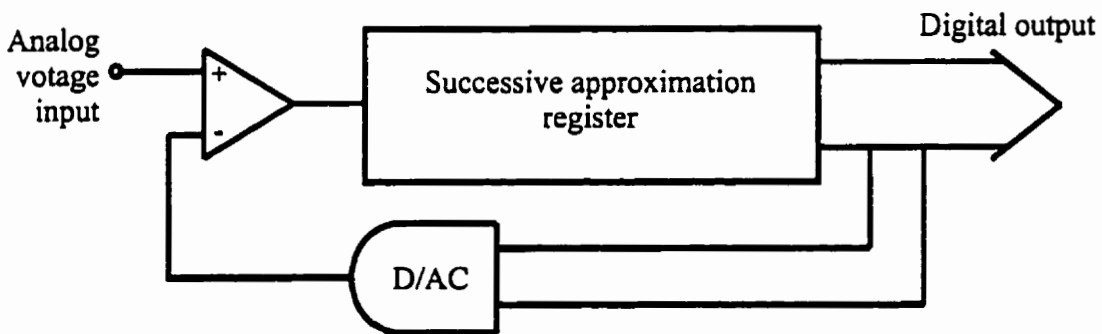 Analog
votage
input
+
-
Successive approximation
register
Digital output
D/AC